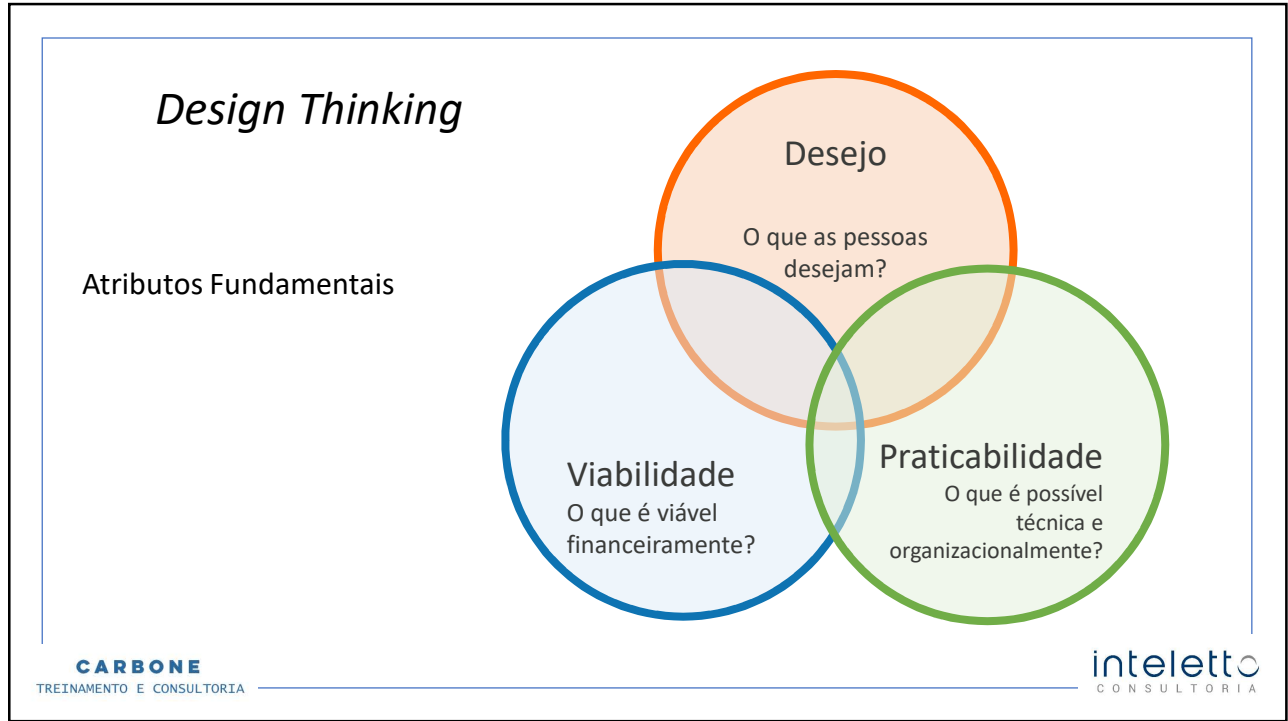 Design Thinking
Atributos Fundamentais
Desejo
O que as pessoas
desejam?
Viabilidade
O que é viável
financeiramente?
Praticabilidade
O que é possível
técnica e
organizacionalmente?
CARBONE
TREINAMENTO E CONSULTORIA
inteletto
CONSULTORIA